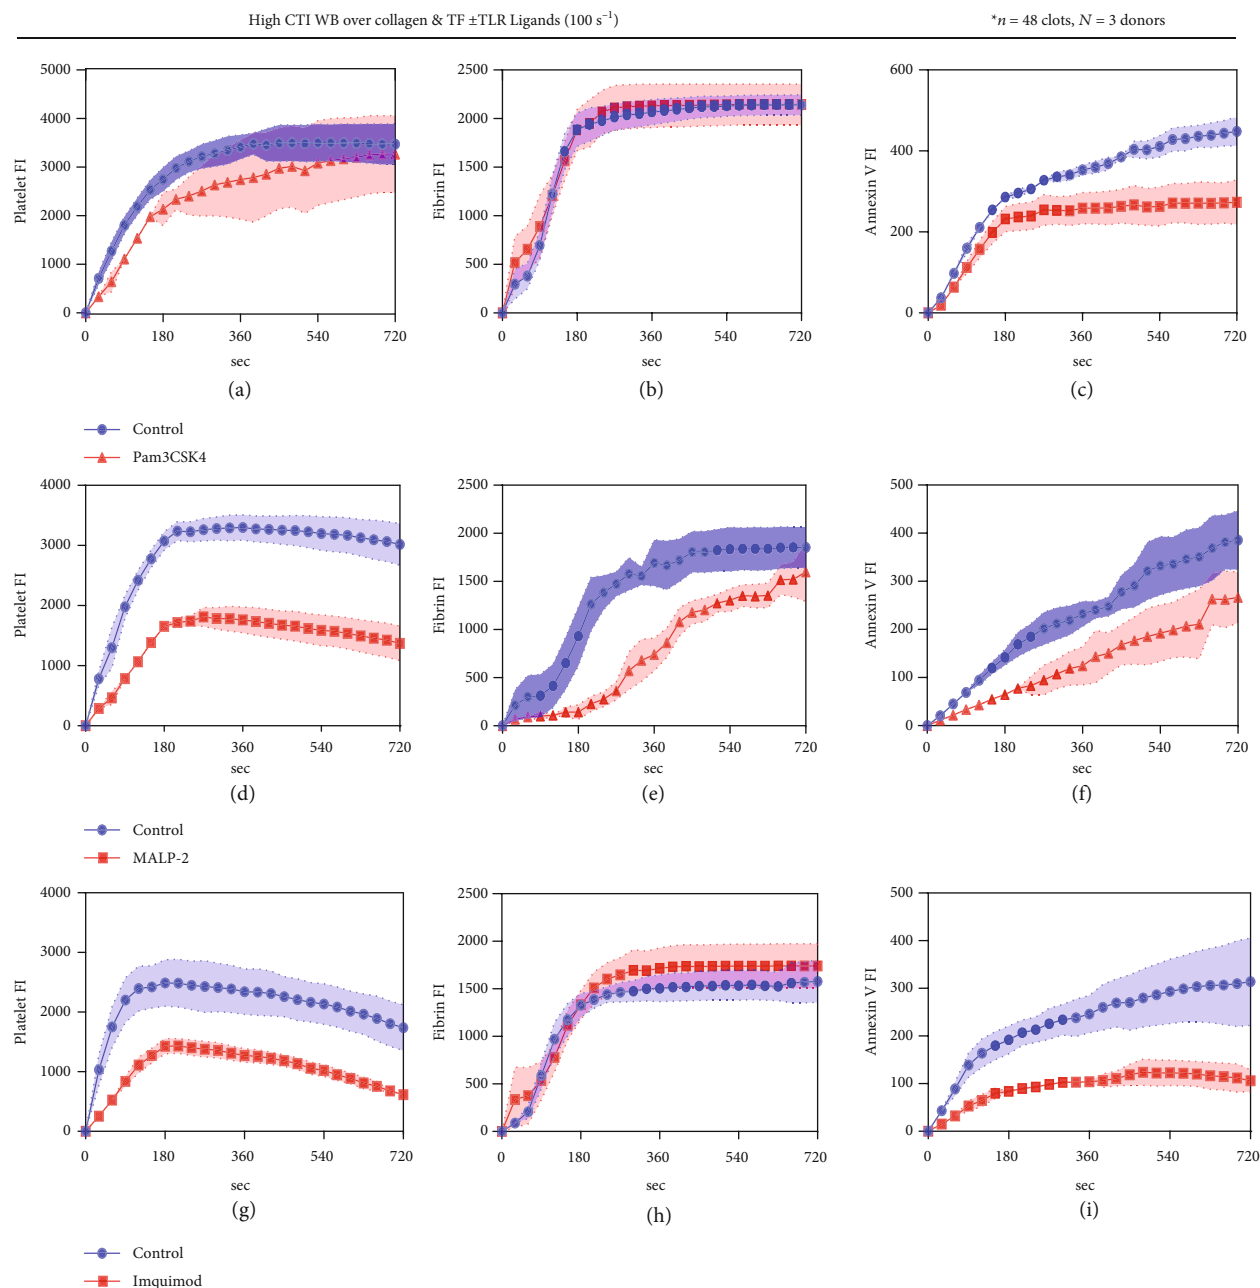 High CTI WB over collagen & TF ±TLR Ligands (100 s⁻¹)
*n = 48 clots, N = 3 donors
5000
4000
3000
2000
1000
0
Platelet FI
0 180 360 540 720
sec
(a)
2500
2000
1500
1000
500
0
Fibrin FI
0 180 360 540 720
sec
(b)
600
400
200
0
Annexin V FI
0 180 360 540 720
sec
(c)
Control
Pam3CSK4
4000
3000
2000
1000
0
Platelet FI
0 180 360 540 720
sec
(d)
2500
2000
1500
1000
500
0
Fibrin FI
0 180 360 540 720
sec
(e)
500
400
300
200
100
0
Annexin V FI
0 180 360 540 720
sec
(f)
Control
MALP-2
4000
3000
2000
1000
0
Platelet FI
0 180 360 540 720
sec
(g)
2500
2000
1500
1000
500
0
Fibrin FI
0 180 360 540 720
sec
(h)
500
400
300
200
100
0
Annexin V FI
0 180 360 540 720
sec
(i)
Control
Imquimod